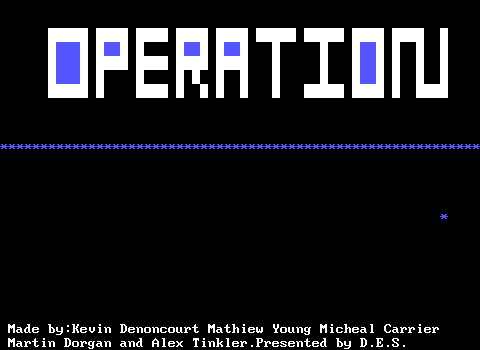 OPERATION
************************************************************
*
Made by:Kevin Denoncourt Mathiew Young Micheal Carrier
Martin Dorgan and Alex Tinkler.Presented by D.E.S.